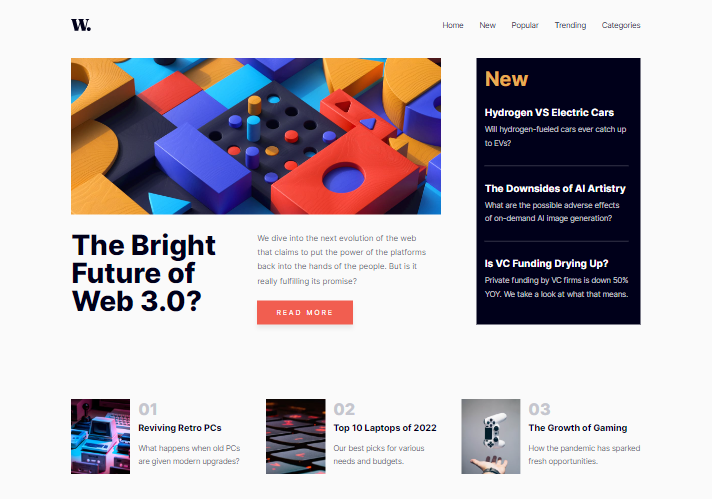 W.
Home New Popular Trending Categories
The Bright
Future of
Web 3.0?
We dive into the next evolution of the web
that claims to put the power of the platforms
back into the hands of the people. But is it
really fulfilling its promise?
READ MORE
New
Hydrogen VS Electric Cars
Will hydrogen-fueled cars ever catch up
to EVs?
The Downsides of AI Artistry
What are the possible adverse effects
of on-demand AI image generation?
Is VC Funding Drying Up?
Private funding by VC firms is down 50%
YOY. We take a look at what that means.
01
Reviving Retro PCs
What happens when old PCs
are given modern upgrades?
02
Top 10 Laptops of 2022
Our best picks for various
needs and budgets.
03
The Growth of Gaming
How the pandemic has sparked
fresh opportunities.